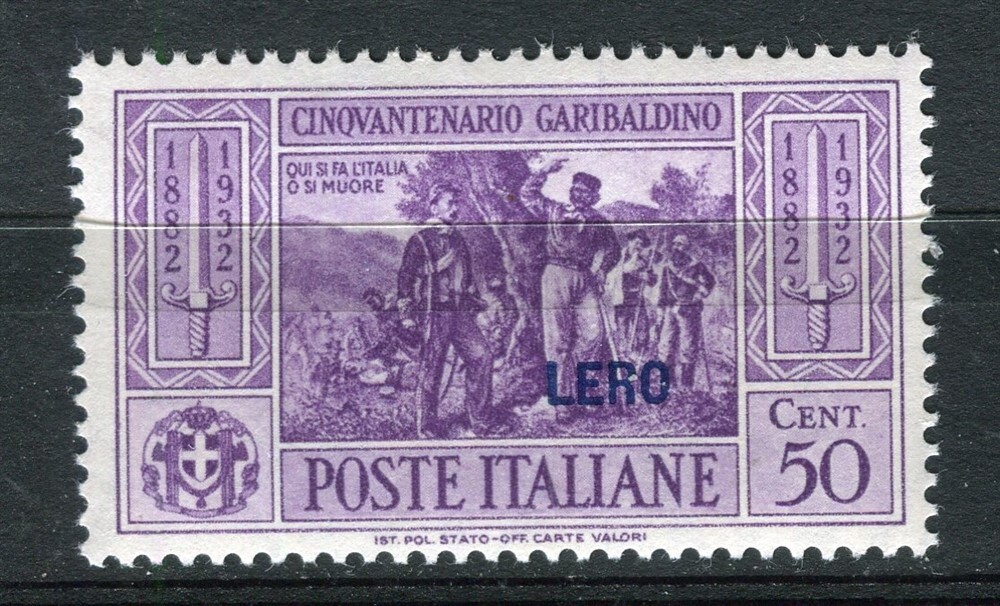 CINQVANTENARIO GARIBALDINO
1882
1932
QUI SI FA L'ITALIA
O SI MUORE
1882
1932
LERO
CENT.
50
POSTE ITALIANE
IST. POL. STATO-OFF. CARTE VALORI